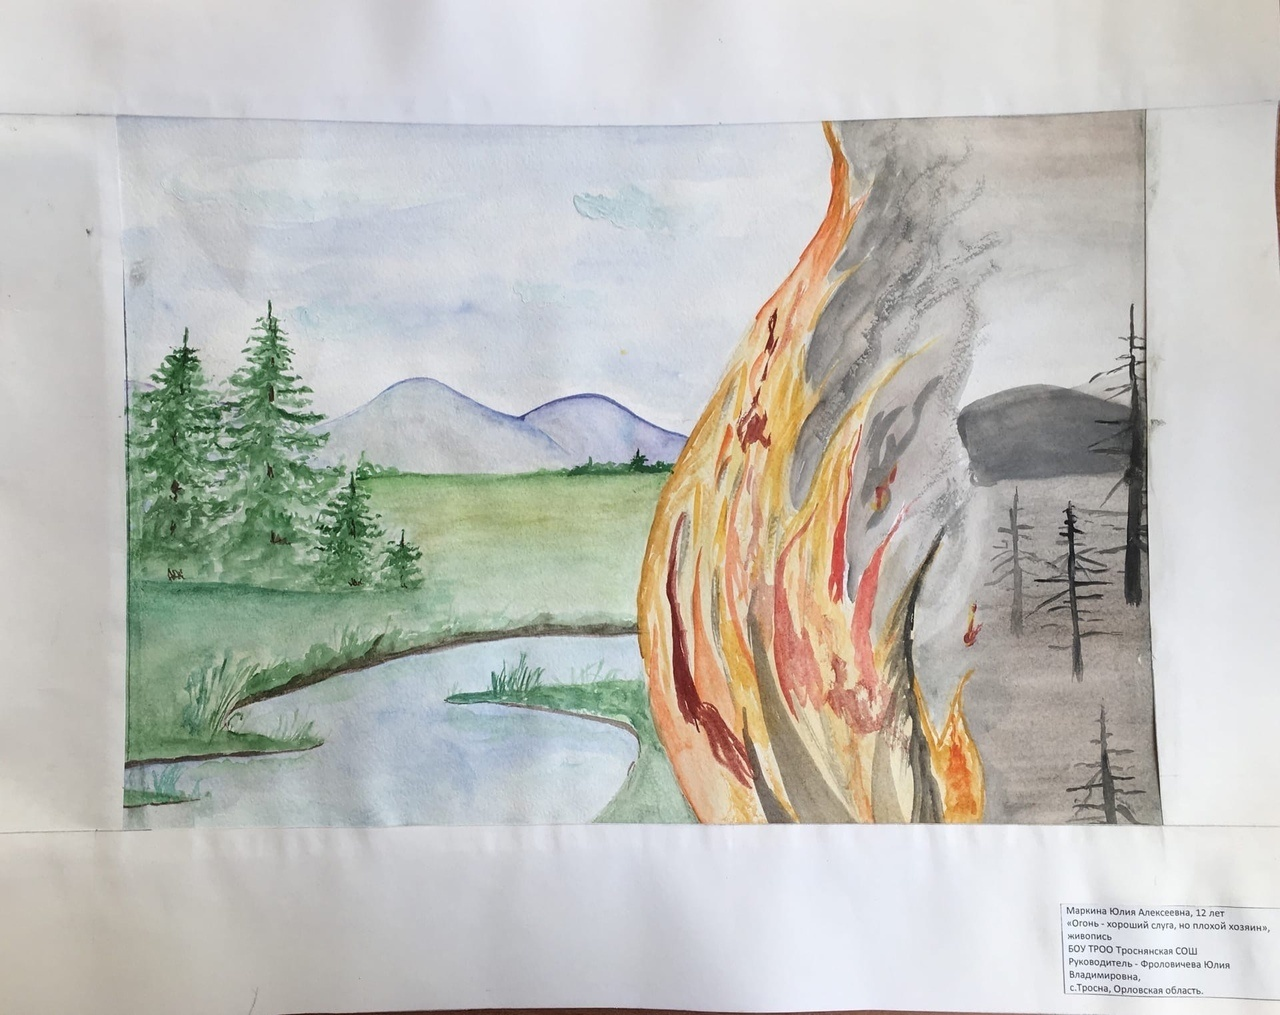 Маркина Юлия Алексеевна, 12 лет
«Огонь - хороший слуга, но плохой хозяин»,
живопись
БОУ ТРОО Троснянская СОШ
Руководитель - Фроловичева Юлия
Владимировна,
с.Тросна, Орловская область.